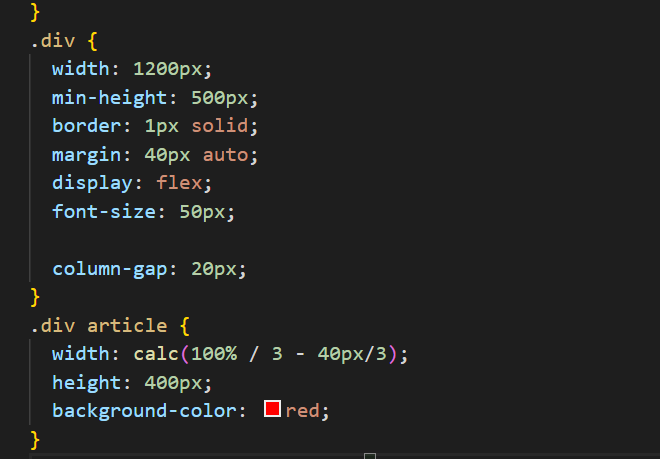 }
.div {
width: 1200px;
min-height: 500px;
border: 1px solid;
margin: 40px auto;
display: flex;
font-size: 50px;
column-gap: 20px;
}
.div article {
width: calc(100% / 3 - 40px/3);
height: 400px;
background-color: red;
}